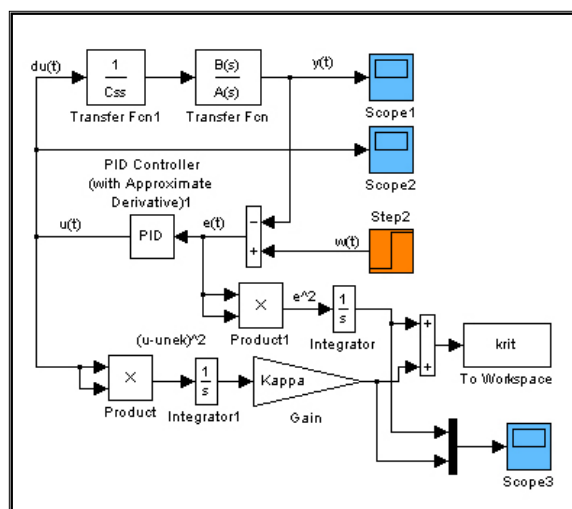 du(t)
1
Css
Transfer Fcn1
B(s)
A(s)
Transfer Fcn
y(t)
Scope1
Scope2
PID Controller
(with Approximate
Derivative)1
u(t)
PID
e(t)
−
+
w(t)
Step2
×
Product1
e^2
1
s
Integrator
+
+
krit
To Workspace
(u-unek)^2
×
Product
1
s
Integrator1
Kappa
Gain
Scope3